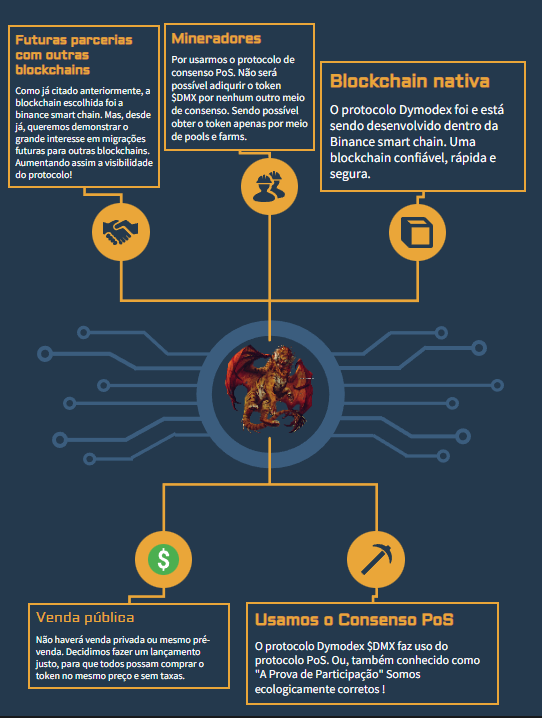 Futuras parcerias
com outras
blockchains
Como já citado anteriormente, a
blockchain escolhida foi a
binance smart chain. Mas, desde
já, queremos demonstrar o
grande interesse em migrações
futuras para outras blockchains.
Aumentando assim a visibilidade
do protocolo!
Mineradores
Por usarmos o protocolo de
consenso PoS. Não será
possível adiqurir o token
$DMX por nenhum outro meio
de consenso. Sendo possível
obter o token apenas por meio
de pools e farms.
Blockchain nativa
O protocolo Dymodex foi e está
sendo desenvolvido dentro da
Binance smart chain. Uma
blockchain confiável, rápida e
segura.
$
Venda pública
Não haverá venda privada ou mesmo pré-
venda. Decidimos fazer um lançamento
justo, para que todos possam comprar o
token no mesmo preço e sem taxas.
Usamos o Consenso PoS
O protocolo Dymodex $DMX faz uso do
protocolo PoS. Ou, também conhecido como
"A Prova de Participação" Somos
ecologicamente corretos !